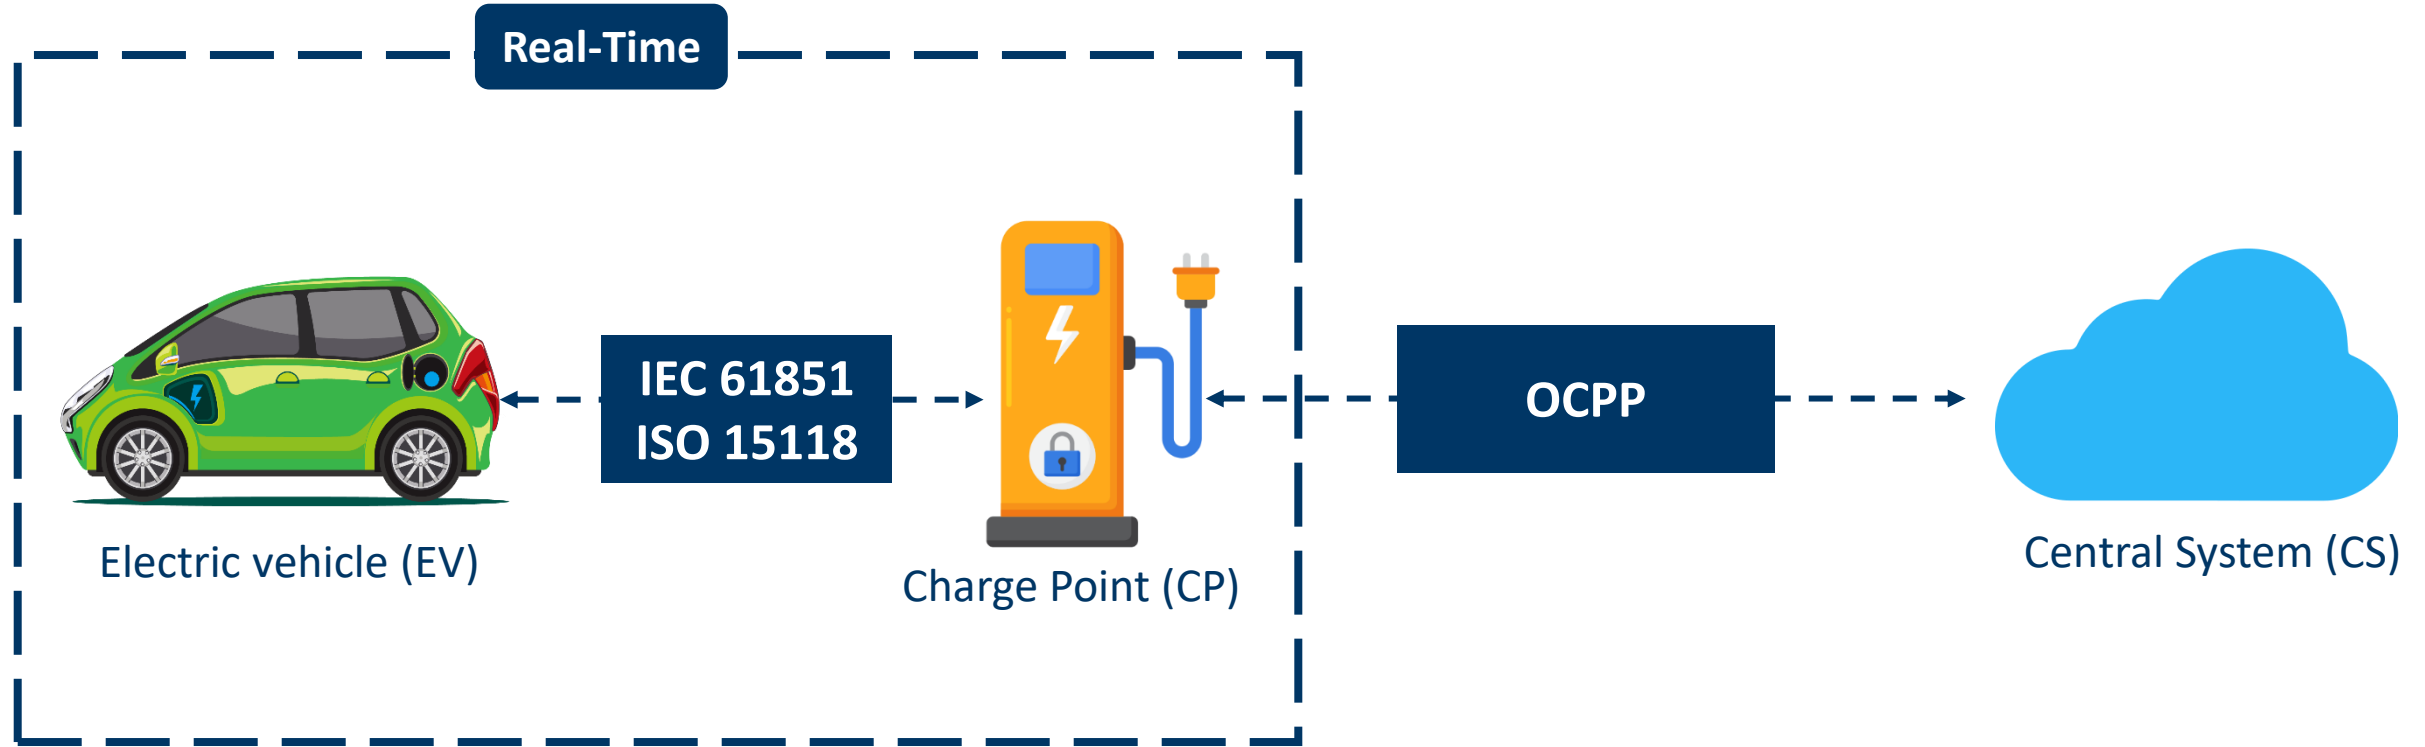 Real-Time
IEC 61851
ISO 15118
OCPP
Electric vehicle (EV)
Charge Point (CP)
Central System (CS)